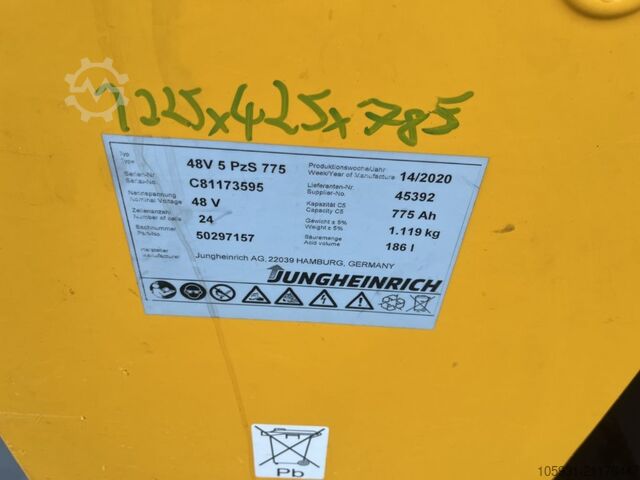 1225x425x785
Typ
Type
48V 5 PzS 775
Produktionswoche/Jahr
Week/Year of Manufacture
14/2020
Serien-Nr.
Serial-No.
C81173595
Lieferanten-Nr.
Supplier-No.
45392
Nennspannung
Nominal Voltage
48 V
Kapazität C5
Capacity C5
775 Ah
Zellenanzahl
Number of cells
24
Gewicht ± 5%
Weight ± 5%
1.119 kg
Sachnummer
50297157
Acid volume
186 l
Hersteller
Manufacturer
Jungheinrich AG, 22039 HAMBURG, GERMANY
JUNGHEINRICH
Pb